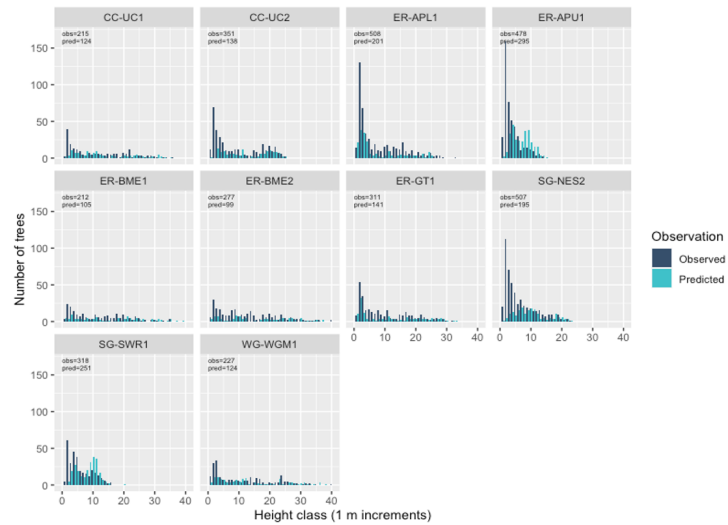 CC-UC1
CC-UC2
ER-APL1
ER-APU1
obs=215
pred=124
obs=351
pred=138
obs=508
pred=201
obs=478
pred=295
150
100
50
0
ER-BME1
ER-BME2
ER-GT1
SG-NES2
obs=212
pred=105
obs=277
pred=99
obs=311
pred=141
obs=507
pred=195
150
100
50
0
Number of trees
Observation
Observed
Predicted
SG-SWR1
WG-WGM1
0 10 20 30 40
0 10 20 30 40
obs=318
pred=251
obs=227
pred=124
150
100
50
0
0 10 20 30 40
0 10 20 30 40
Height class (1 m increments)